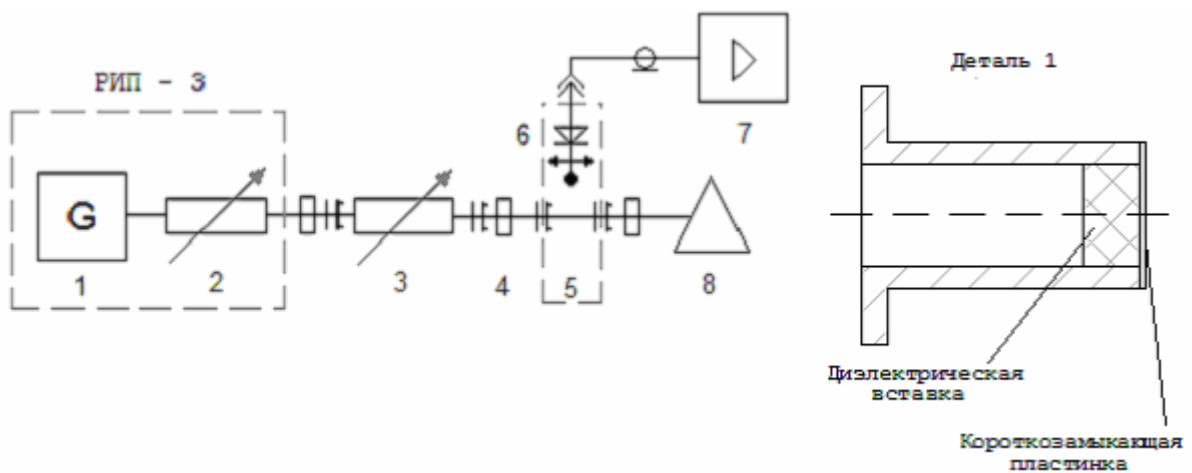 РИП - 3
G
1
2
3
4
5
6
7
8
Деталь 1
Диэлектрическая
вставка
Короткозамыкающая
пластинка